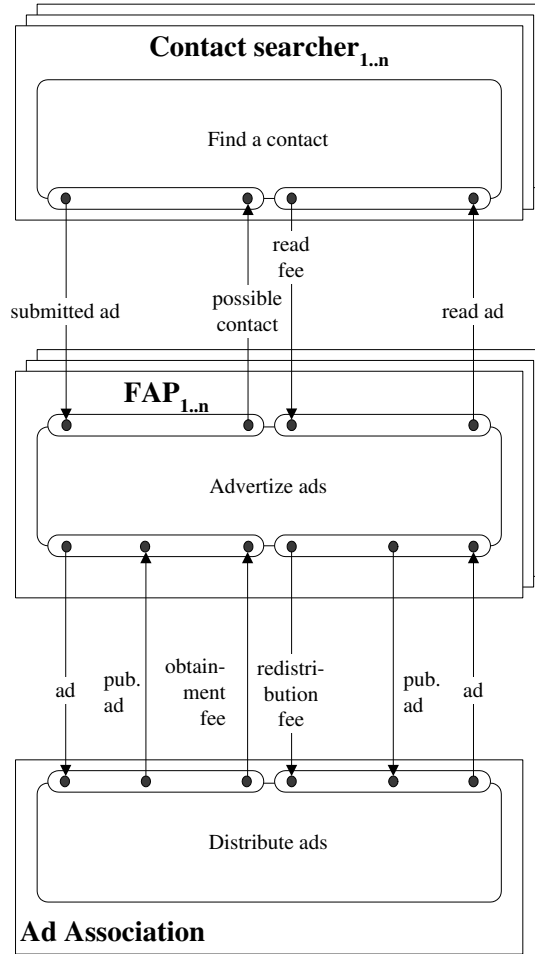 Contact searcher1..n
Find a contact
read
fee
submitted ad
possible
contact
read ad
FAP1..n
Advertize ads
ad
pub.
ad
obtain-
ment
fee
redistri-
bution
fee
pub.
ad
ad
Distribute ads
Ad Association